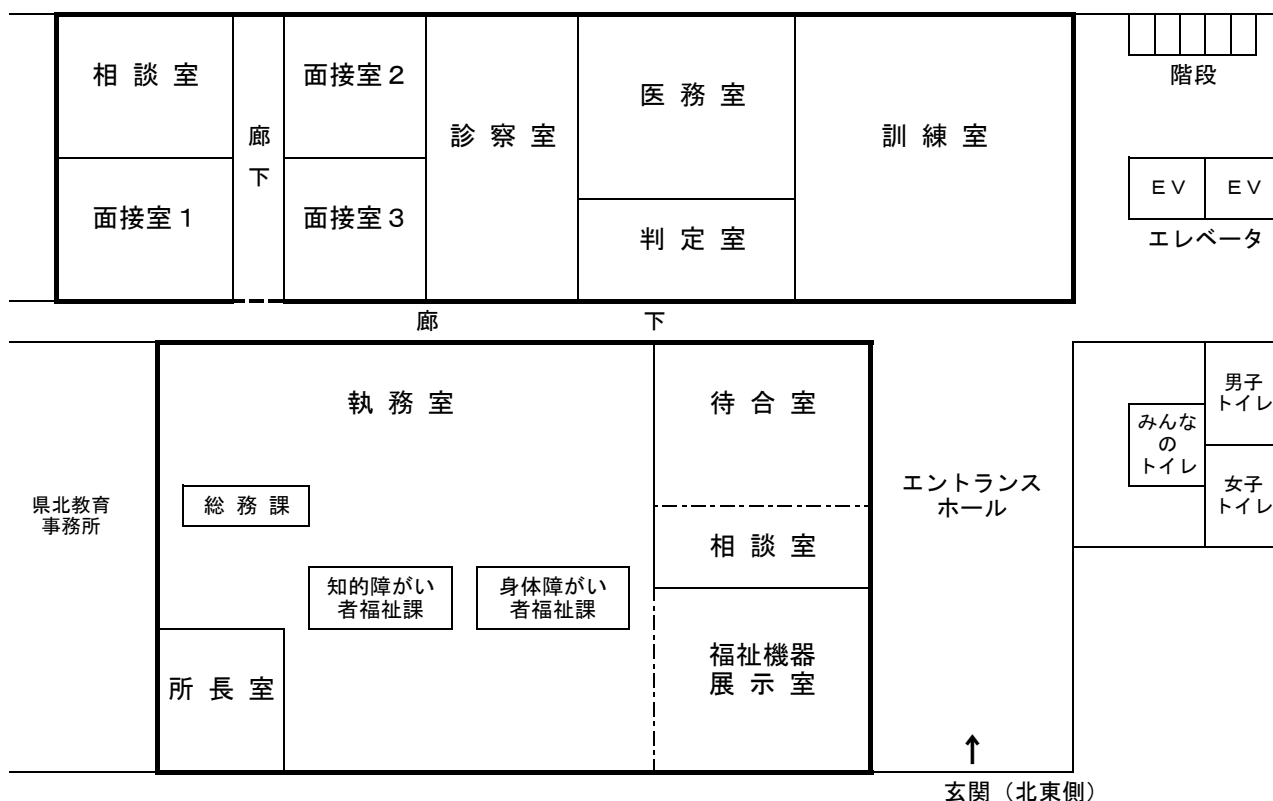 相 談 室
面接室２
医 務 室
階段
廊
下
診 察 室
訓 練 室
面接室１
面接室３
判 定 室
ＥＶ
ＥＶ
エレベータ
廊 下
執 務 室
待 合 室
男子
トイレ
みんな
の
トイレ
女子
トイレ
県北教育
事務所
総 務 課
エントランス
ホール
相 談 室
知的障がい
者福祉課
身体障がい
者福祉課
所 長 室
福祉機器
展 示 室
↑
玄関（北東側）